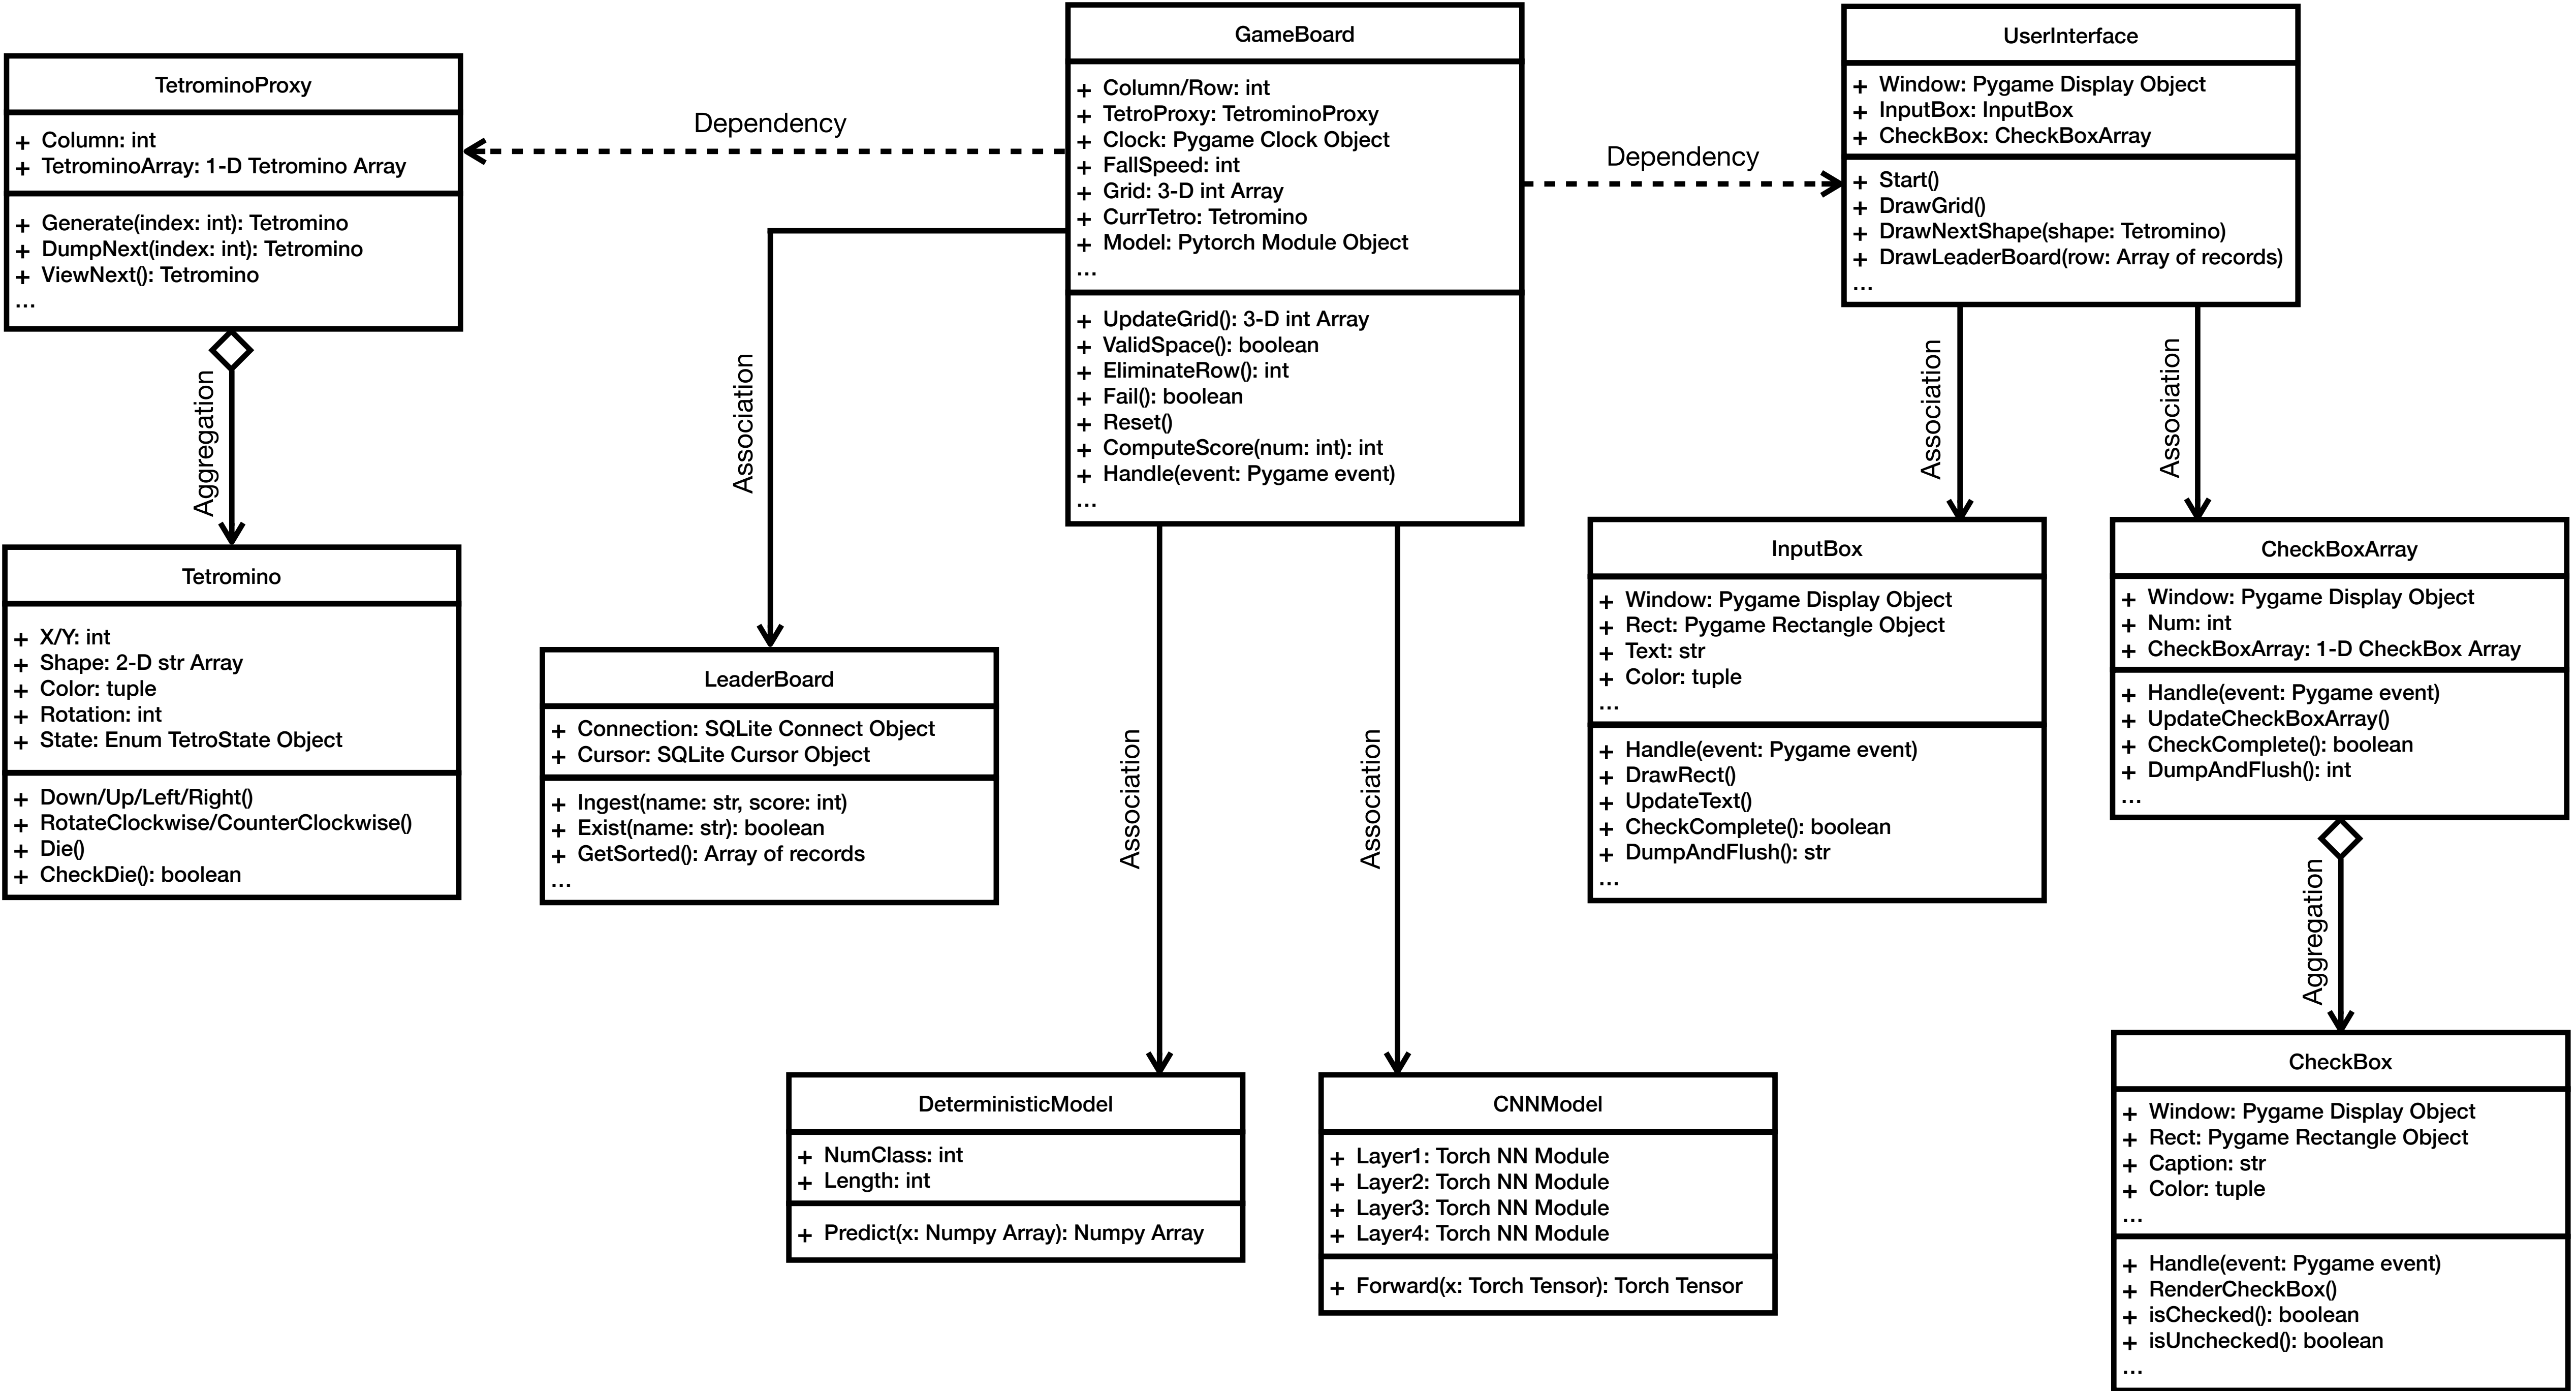 TetrominoProxy
+ Column: int
+ TetrominoArray: 1-D Tetromino Array
+ Generate(index: int): Tetromino
+ DumpNext(index: int): Tetromino
+ ViewNext(): Tetromino
...
Dependency
GameBoard
+ Column/Row: int
+ TetroProxy: TetrominoProxy
+ Clock: Pygame Clock Object
+ FallSpeed: int
+ Grid: 3-D int Array
+ CurrTetro: Tetromino
+ Model: Pytorch Module Object
...
+ UpdateGrid(): 3-D int Array
+ ValidSpace(): boolean
+ EliminateRow(): int
+ Fail(): boolean
+ Reset()
+ ComputeScore(num: int): int
+ Handle(event: Pygame event)
...
Dependency
UserInterface
+ Window: Pygame Display Object
+ InputBox: InputBox
+ CheckBox: CheckBoxArray
+ Start()
+ DrawGrid()
+ DrawNextShape(shape: Tetromino)
+ DrawLeaderBoard(row: Array of records)
...
Aggregation
Association
Association
Association
Tetromino
+ X/Y: int
+ Shape: 2-D str Array
+ Color: tuple
+ Rotation: int
+ State: Enum TetroState Object
+ Down/Up/Left/Right()
+ RotateClockwise/CounterClockwise()
+ Die()
+ CheckDie(): boolean
LeaderBoard
+ Connection: SQLite Connect Object
+ Cursor: SQLite Cursor Object
+ Ingest(name: str, score: int)
+ Exist(name: str): boolean
+ GetSorted(): Array of records
...
Association
Association
InputBox
+ Window: Pygame Display Object
+ Rect: Pygame Rectangle Object
+ Text: str
+ Color: tuple
...
+ Handle(event: Pygame event)
+ DrawRect()
+ UpdateText()
+ CheckComplete(): boolean
+ DumpAndFlush(): str
...
CheckBoxArray
+ Window: Pygame Display Object
+ Num: int
+ CheckBoxArray: 1-D CheckBox Array
+ Handle(event: Pygame event)
+ UpdateCheckBoxArray()
+ CheckComplete(): boolean
+ DumpAndFlush(): int
...
Aggregation
DeterministicModel
+ NumClass: int
+ Length: int
+ Predict(x: Numpy Array): Numpy Array
CNNModel
+ Layer1: Torch NN Module
+ Layer2: Torch NN Module
+ Layer3: Torch NN Module
+ Layer4: Torch NN Module
+ Forward(x: Torch Tensor): Torch Tensor
CheckBox
+ Window: Pygame Display Object
+ Rect: Pygame Rectangle Object
+ Caption: str
+ Color: tuple
...
+ Handle(event: Pygame event)
+ RenderCheckBox()
+ isChecked(): boolean
+ isUnchecked(): boolean
...